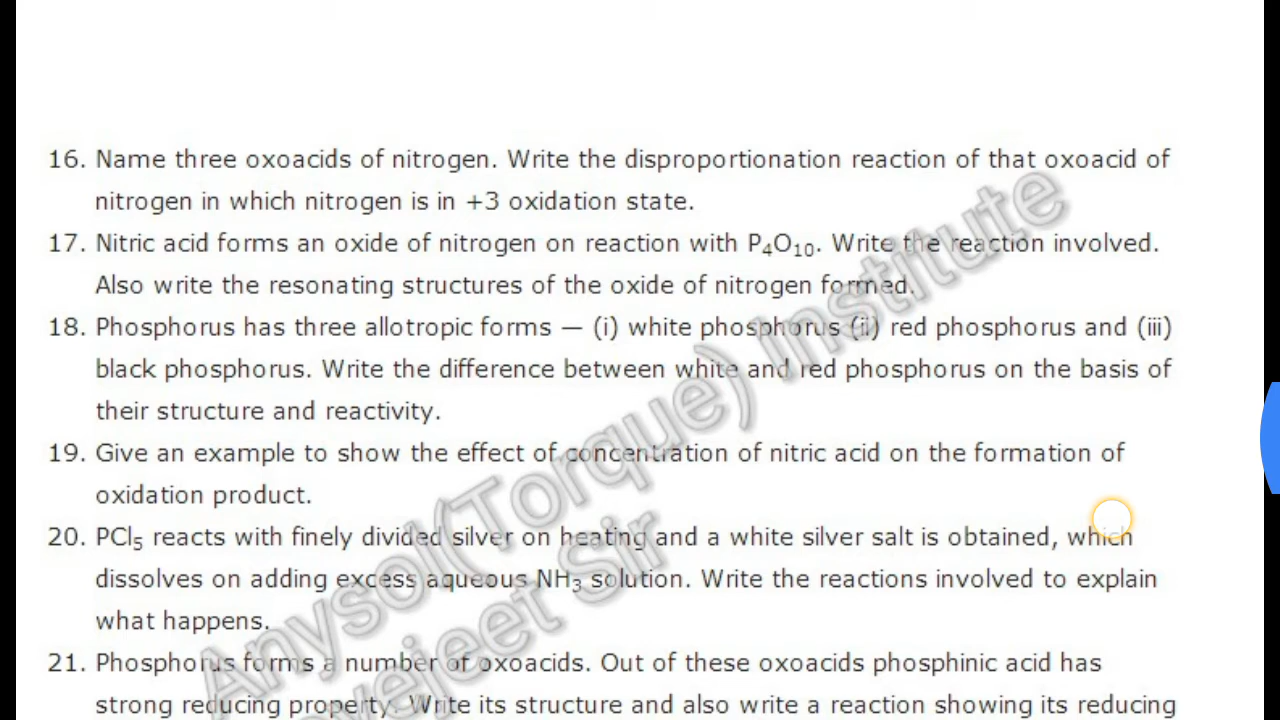 16. Name three oxoacids of nitrogen. Write the disproportionation reaction of that oxoacid of
nitrogen in which nitrogen is in +3 oxidation state.
17. Nitric acid forms an oxide of nitrogen on reaction with P₄O₁₀. Write the reaction involved.
Also write the resonating structures of the oxide of nitrogen formed.
18. Phosphorus has three allotropic forms — (i) white phosphorus (ii) red phosphorus and (iii)
black phosphorus. Write the difference between white and red phosphorus on the basis of
their structure and reactivity.
19. Give an example to show the effect of concentration of nitric acid on the formation of
oxidation product.
20. PCl₅ reacts with finely divided silver on heating and a white silver salt is obtained, which
dissolves on adding excess aqueous NH₃ solution. Write the reactions involved to explain
what happens.
21. Phosphorus forms a number of oxoacids. Out of these oxoacids phosphinic acid has
strong reducing property. Write its structure and also write a reaction showing its reducing
Anysol(Torque) Institute
Sir